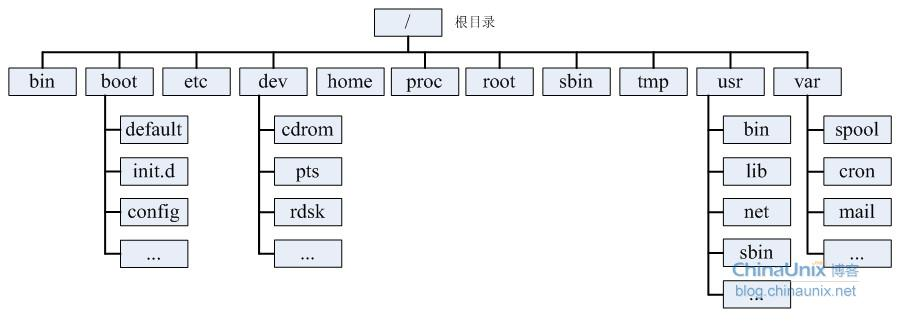 / 根目录
bin boot etc dev home proc root sbin tmp usr var
default cdrom bin spool
init.d pts lib cron
config rdsk net mail
... ... sbin ...
ChinaUnix 博客
blog.chinaunix.net
...